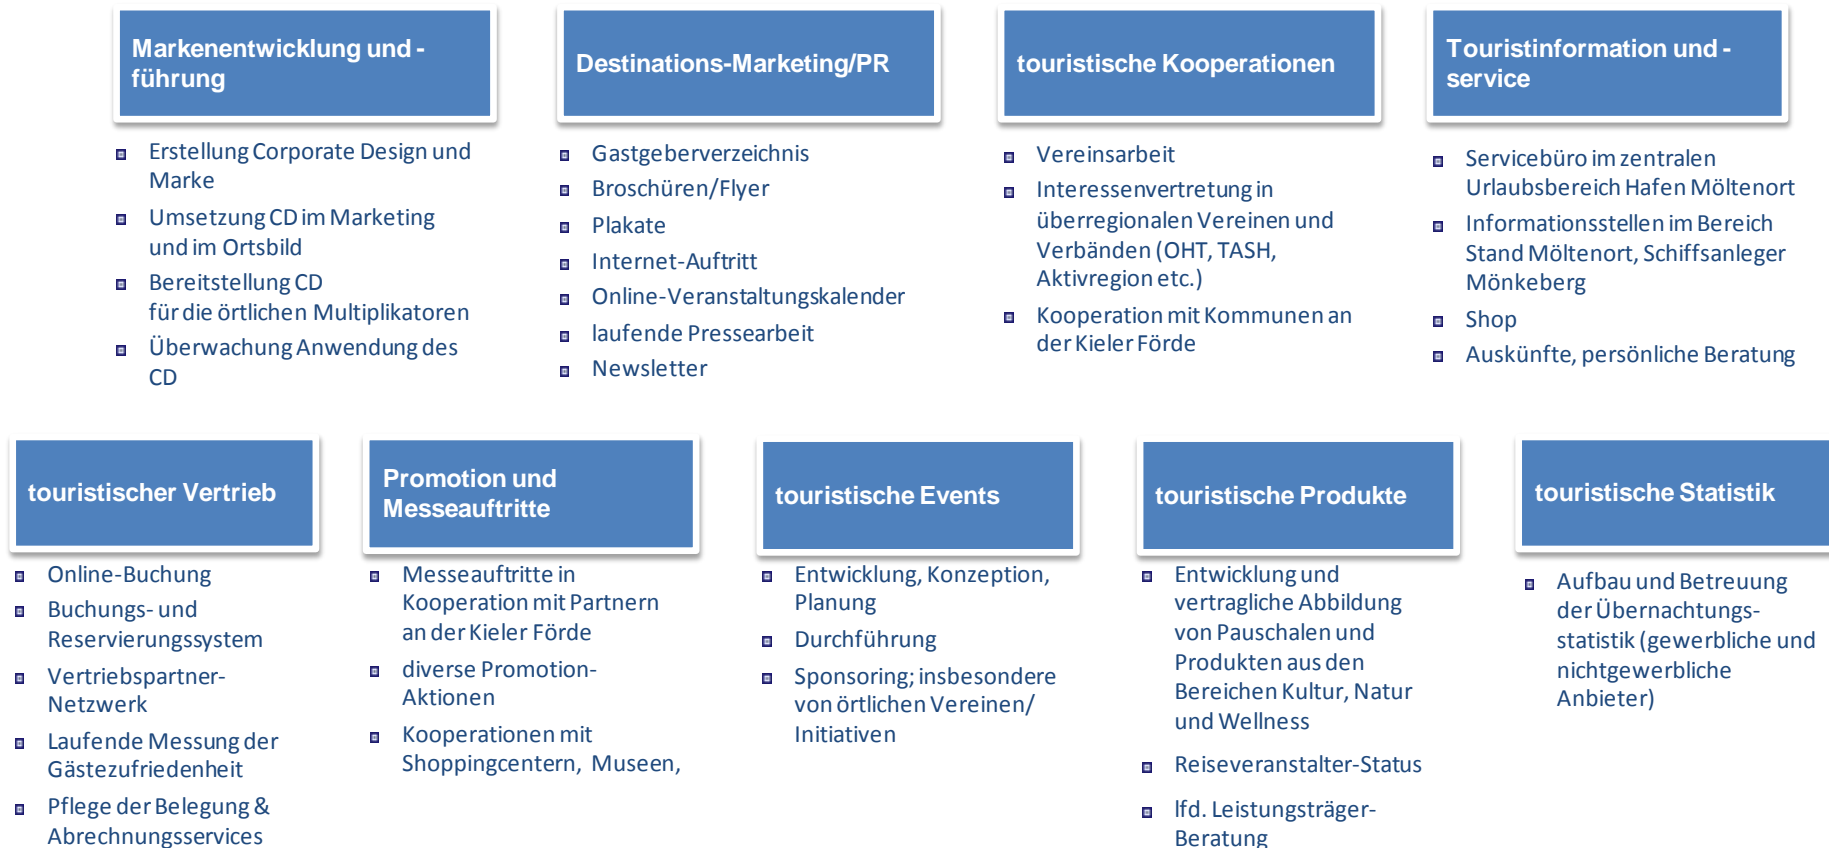 Markenentwicklung und -
führung
Erstellung Corporate Design und
Marke
Umsetzung CD im Marketing
und im Ortsbild
Bereitstellung CD
für die örtlichen Multiplikatoren
Überwachung Anwendung des
CD
Destinations-Marketing/PR
Gastgeberverzeichnis
Broschüren/Flyer
Plakate
Internet-Auftritt
Online-Veranstaltungskalender
laufende Pressearbeit
Newsletter
touristische Kooperationen
Vereinsarbeit
Interessenvertretung in
überregionalen Vereinen und
Verbänden (OHT, TASH,
Aktivregion etc.)
Kooperation mit Kommunen an
der Kieler Förde
Touristinformation und -
service
Servicebüro im zentralen
Urlaubsbereich Hafen Möltenort
Informationsstellen im Bereich
Stand Möltenort, Schiffsanleger
Mönkeberg
Shop
Auskünfte, persönliche Beratung
touristischer Vertrieb
Online-Buchung
Buchungs- und
Reservierungssystem
Vertriebspartner-
Netzwerk
Laufende Messung der
Gästezufriedenheit
Pflege der Belegung &
Abrechnungsservices
Promotion und
Messeauftritte
Messeauftritte in
Kooperation mit Partnern
an der Kieler Förde
diverse Promotion-
Aktionen
Kooperationen mit
Shoppingcentern, Museen,
touristische Events
Entwicklung, Konzeption,
Planung
Durchführung
Sponsoring; insbesondere
von örtlichen Vereinen/
Initiativen
touristische Produkte
Entwicklung und
vertragliche Abbildung
von Pauschalen und
Produkten aus den
Bereichen Kultur, Natur
und Wellness
Reiseveranstalter-Status
lfd. Leistungsträger-
Beratung
touristische Statistik
Aufbau und Betreuung
der Übernachtungs-
statistik (gewerbliche und
nichtgewerbliche
Anbieter)